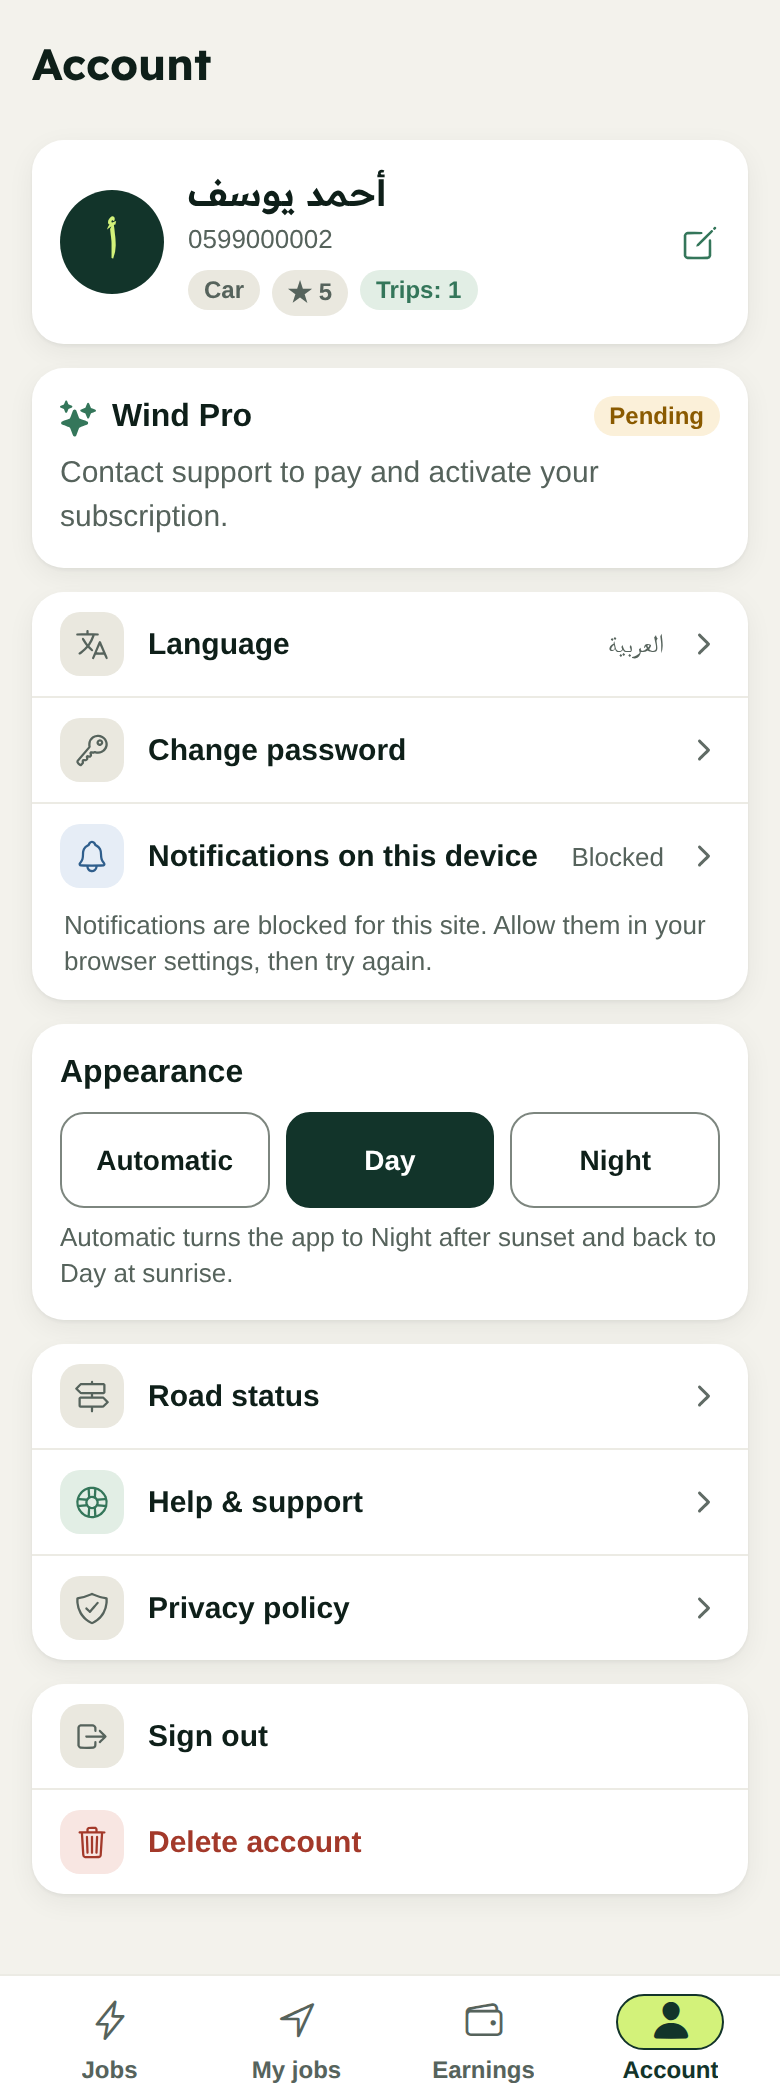 Account
أحمد يوسف
أ
0599000002
Car
★ 5
Trips: 1
Wind Pro
Pending
Contact support to pay and activate your
subscription.
Language
العربية
Change password
Notifications on this device
Blocked
Notifications are blocked for this site. Allow them in your
browser settings, then try again.
Appearance
Automatic
Day
Night
Automatic turns the app to Night after sunset and back to
Day at sunrise.
Road status
Help & support
Privacy policy
Sign out
Delete account
Jobs
My jobs
Earnings
Account